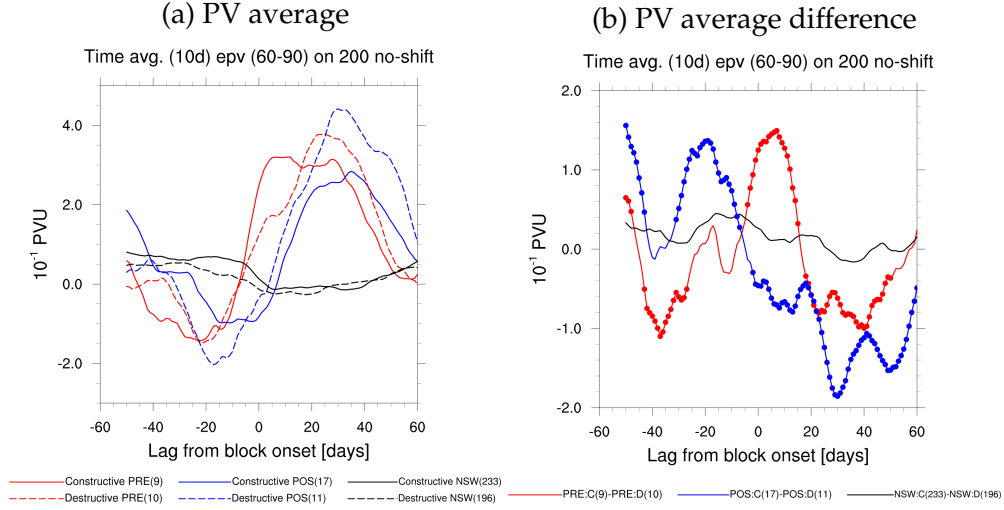 (a) PV average
Time avg. (10d) epv (60-90) on 200 no-shift
10⁻¹ PVU
4.0
2.0
0.0
-2.0
-60 -40 -20 0 20 40 60
Lag from block onset [days]
Constructive PRE(9) Constructive POS(17) Constructive NSW(233)
Destructive PRE(10) Destructive POS(11) Destructive NSW(196)
(b) PV average difference
Time avg. (10d) epv (60-90) on 200 no-shift
10⁻¹ PVU
2.0
1.0
0.0
-1.0
-2.0
-60 -40 -20 0 20 40 60
Lag from block onset [days]
PRE:C(9)-PRE:D(10) POS:C(17)-POS:D(11) NSW:C(233)-NSW:D(196)